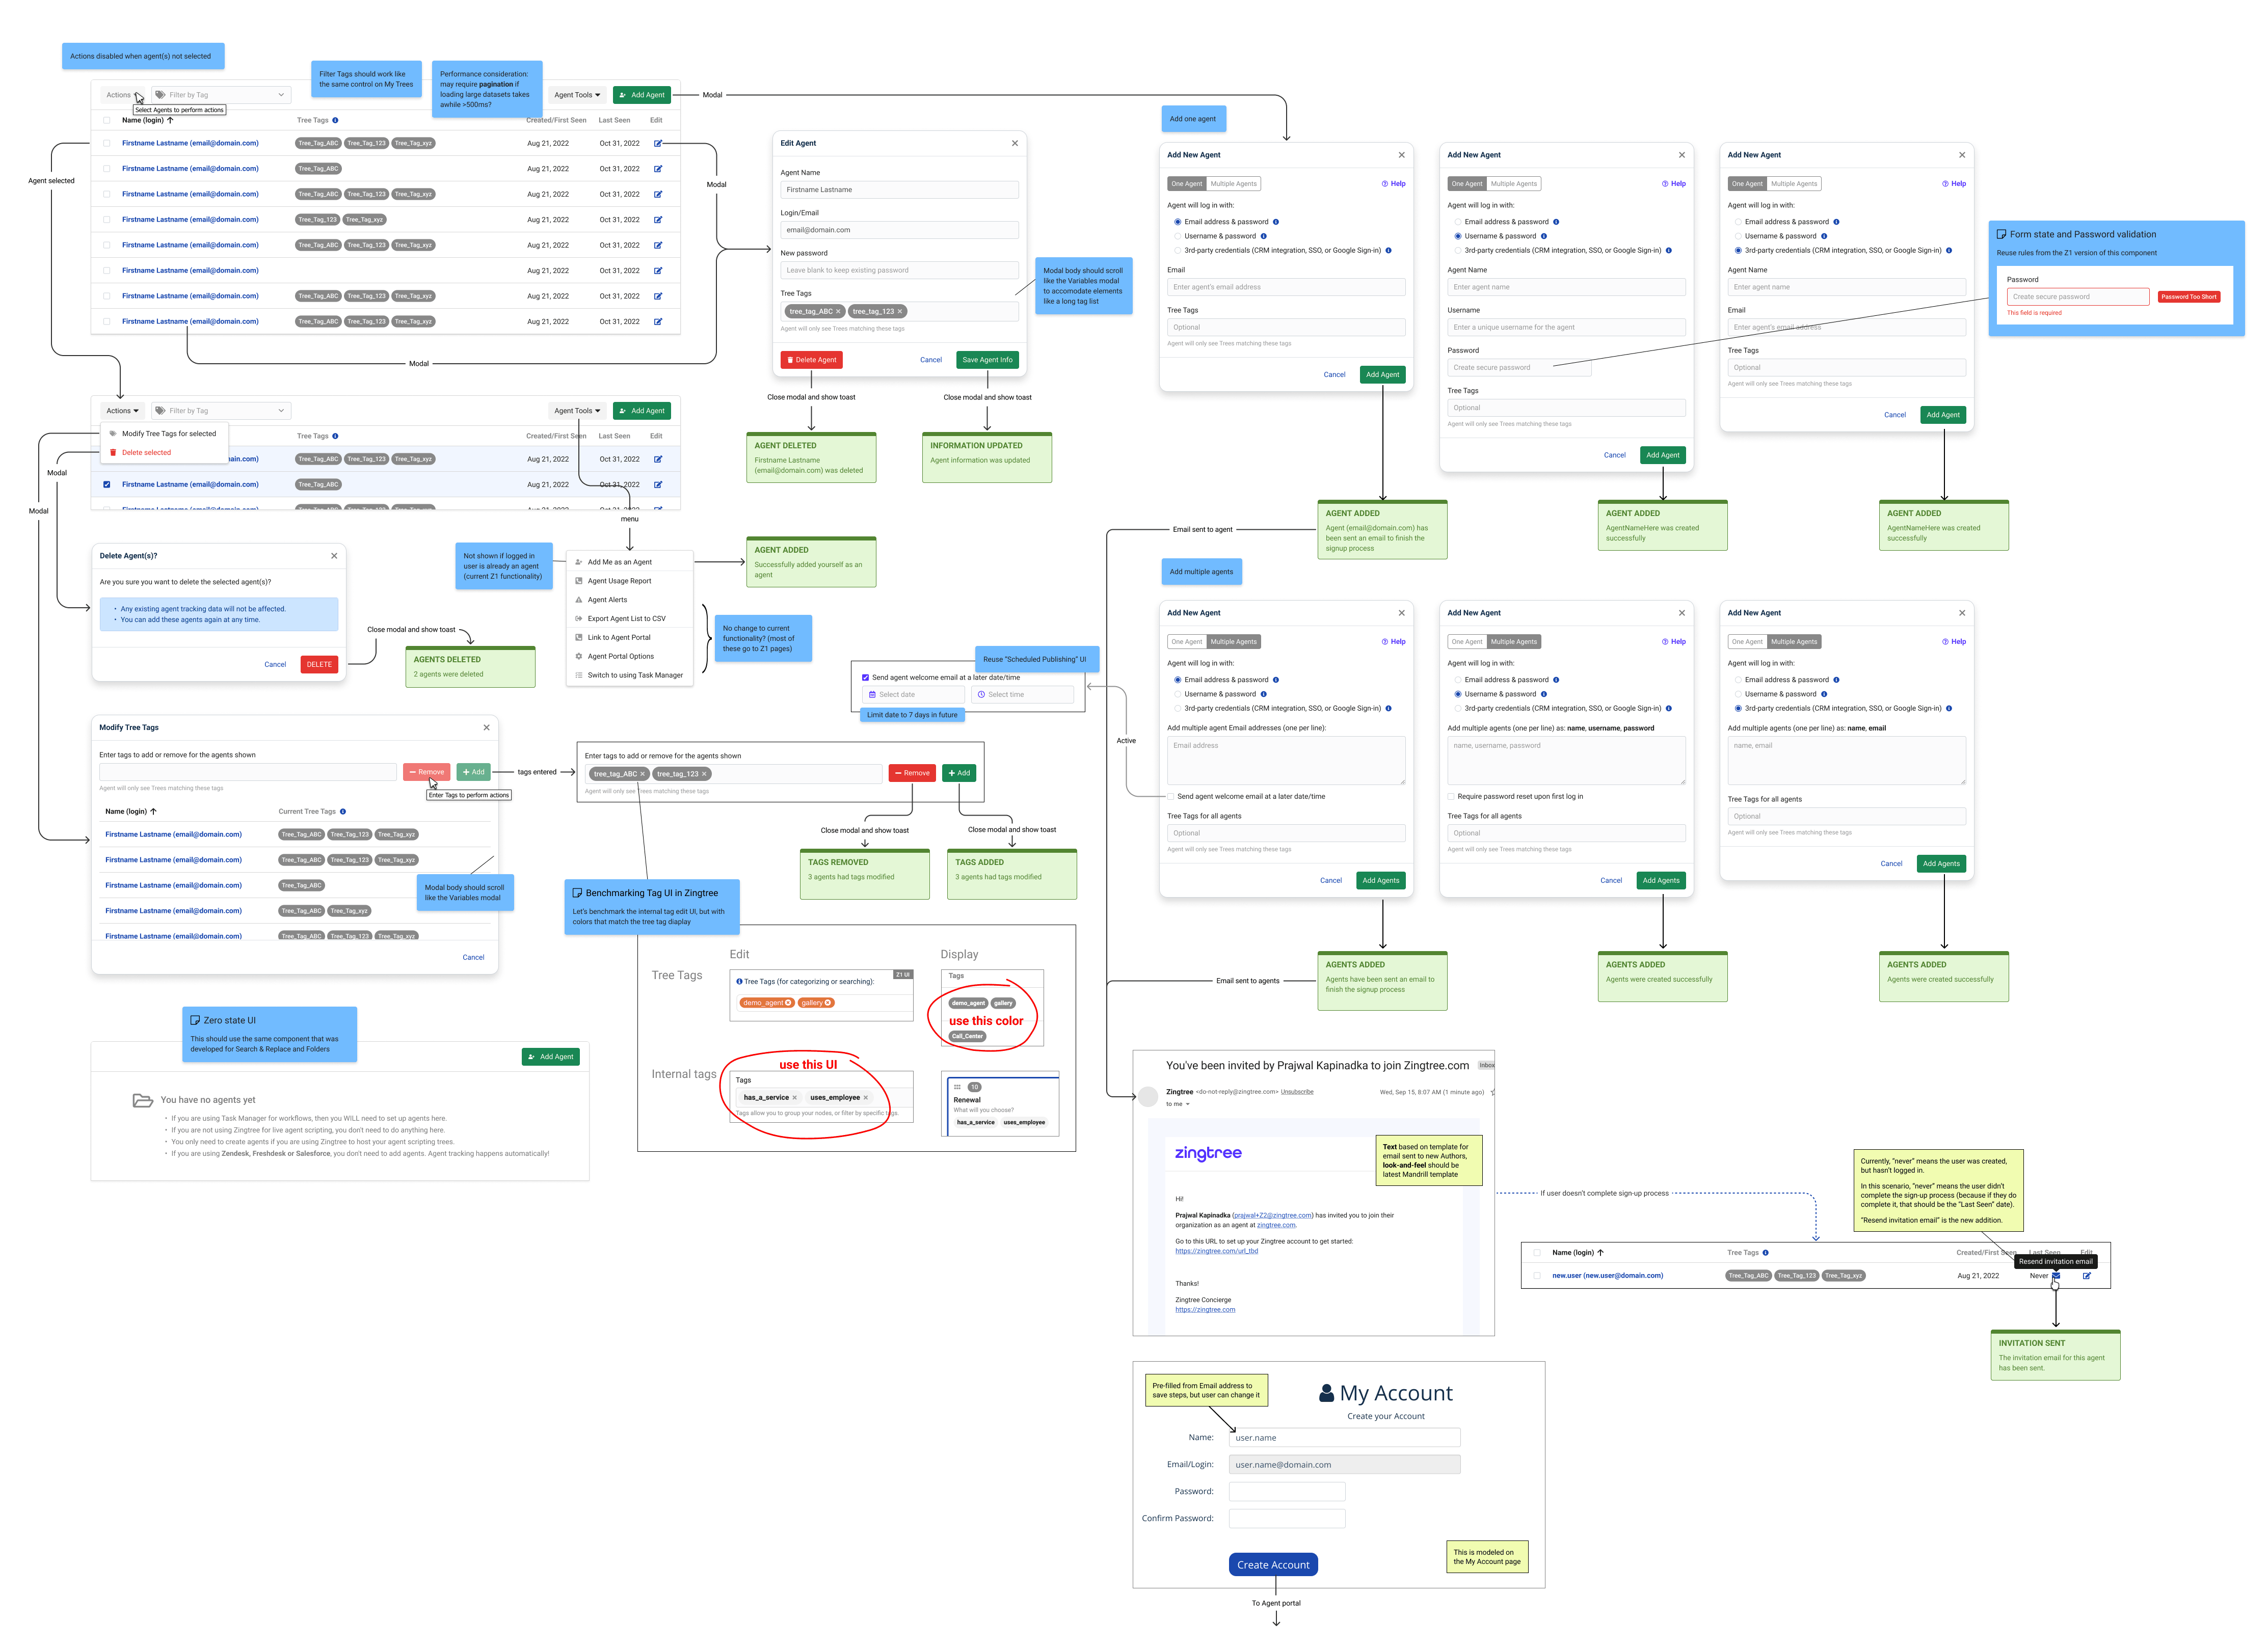 Actions disabled when agent(s) not selected
Filter Tags should work like
the same control on My Trees
Performance consideration:
may require pagination if
loading large datasets takes
awhile >500ms?
Actions
Filter by Tag
Agent Tools
Add Agent
Select Agents to perform actions
Name (login)
Tree Tags
Created/First Seen
Last Seen
Edit
Firstname Lastname (email@domain.com) Tree_Tag_ABC Tree_Tag_123 Tree_Tag_xyz Aug 21, 2022 Oct 31, 2022
Firstname Lastname (email@domain.com) Tree_Tag_ABC Aug 21, 2022 Oct 31, 2022
Firstname Lastname (email@domain.com) Tree_Tag_ABC Tree_Tag_123 Tree_Tag_xyz Aug 21, 2022 Oct 31, 2022
Firstname Lastname (email@domain.com) Tree_Tag_123 Tree_Tag_xyz Aug 21, 2022 Oct 31, 2022
Firstname Lastname (email@domain.com) Tree_Tag_ABC Tree_Tag_123 Tree_Tag_xyz Aug 21, 2022 Oct 31, 2022
Firstname Lastname (email@domain.com) Aug 21, 2022 Oct 31, 2022
Firstname Lastname (email@domain.com) Tree_Tag_ABC Tree_Tag_123 Tree_Tag_xyz Aug 21, 2022 Oct 31, 2022
Firstname Lastname (email@domain.com) Tree_Tag_ABC Tree_Tag_123 Tree_Tag_xyz Aug 21, 2022 Oct 31, 2022
Agent selected
Modal
Modal
Modal
Edit Agent
Agent Name
Firstname Lastname
Login/Email
email@domain.com
New password
Leave blank to keep existing password
Tree Tags
tree_tag_ABC tree_tag_123
Agent will only see Trees matching these tags
Delete Agent
Cancel
Save Agent Info
Modal body should scroll
like the Variables modal
to accomodate elements
like a long tag list
Close modal and show toast
Close modal and show toast
AGENT DELETED
Firstname Lastname
(email@domain.com) was deleted
INFORMATION UPDATED
Agent information was updated
Actions
Filter by Tag
Agent Tools
Add Agent
Modify Tree Tags for selected
Delete selected
Tree Tags
Created/First Seen
Last Seen
Edit
ail@domain.com) Tree_Tag_ABC Tree_Tag_123 Tree_Tag_xyz Aug 21, 2022 Oct 31, 2022
Firstname Lastname (email@domain.com) Tree_Tag_ABC Aug 21, 2022 Oct 31, 2022
Firstname Lastname (email@domain.com) Tree_Tag_ABC Tree_Tag_123 Tree_Tag_xyz Aug 21, 2022 Oct 31, 2022
Modal
Modal
menu
Delete Agent(s)?
Are you sure you want to delete the selected agent(s)?
• Any existing agent tracking data will not be affected.
• You can add these agents again at any time.
Cancel
DELETE
Close modal and show toast
AGENTS DELETED
2 agents were deleted
Not shown if logged in
user is already an agent
(current Z1 functionality)
Add Me as an Agent
Agent Usage Report
Agent Alerts
Export Agent List to CSV
Link to Agent Portal
Agent Portal Options
Switch to using Task Manager
AGENT ADDED
Successfully added yourself as an
agent
No change to current
functionality? (most of
these go to Z1 pages)
Modify Tree Tags
Enter tags to add or remove for the agents shown
Remove
Add
Agent will only see Trees matching these tags
Enter Tags to perform actions
Name (login)
Current Tree Tags
Firstname Lastname (email@domain.com) Tree_Tag_ABC Tree_Tag_123 Tree_Tag_xyz
Firstname Lastname (email@domain.com) Tree_Tag_ABC Tree_Tag_123 Tree_Tag_xyz
Firstname Lastname (email@domain.com) Tree_Tag_ABC
Firstname Lastname (email@domain.com) Tree_Tag_ABC Tree_Tag_xyz
Firstname Lastname (email@domain.com) Tree_Tag_ABC Tree_Tag_123 Tree_Tag_xyz
Modal body should scroll
like the Variables modal
Cancel
tags entered
Enter tags to add or remove for the agents shown
tree_tag_ABC tree_tag_123
Remove
Add
Agent will only see Trees matching these tags
Close modal and show toast
Close modal and show toast
TAGS REMOVED
3 agents had tags modified
TAGS ADDED
3 agents had tags modified
Benchmarking Tag UI in Zingtree
Let's benchmark the internal tag edit UI, but with
colors that match the tree tag display
Edit
Display
Tree Tags
Z1 UI
Tree Tags (for categorizing or searching):
demo_agent gallery
Tags
demo_agent gallery
use this color
Call_Center
Internal tags
use this UI
Tags
has_a_service uses_employee
Tags allow you to group your nodes, or filter by specific tags.
10
Renewal
What will you choose?
has_a_service uses_employee
Zero state UI
This should use the same component that was
developed for Search & Replace and Folders
Add Agent
You have no agents yet
• If you are using Task Manager for workflows, then you WILL need to set up agents here.
• If you are not using Zingtree for live agent scripting, you don't need to do anything here.
• You only need to create agents if you are using Zingtree to host your agent scripting trees.
• If you are using Zendesk, Freshdesk or Salesforce, you don't need to add agents. Agent tracking happens automatically!
Add one agent
Add New Agent
One Agent Multiple Agents
Help
Agent will log in with:
Email address & password
Username & password
3rd-party credentials (CRM integration, SSO, or Google Sign-in)
Email
Enter agent's email address
Tree Tags
Optional
Agent will only see Trees matching these tags
Cancel
Add Agent
Add New Agent
One Agent Multiple Agents
Help
Agent will log in with:
Email address & password
Username & password
3rd-party credentials (CRM integration, SSO, or Google Sign-in)
Agent Name
Enter agent name
Username
Enter a unique username for the agent
Password
Create secure password
Tree Tags
Optional
Agent will only see Trees matching these tags
Cancel
Add Agent
Add New Agent
One Agent Multiple Agents
Help
Agent will log in with:
Email address & password
Username & password
3rd-party credentials (CRM integration, SSO, or Google Sign-in)
Agent Name
Enter agent name
Email
Enter agent's email address
Tree Tags
Optional
Agent will only see Trees matching these tags
Cancel
Add Agent
Form state and Password validation
Reuse rules from the Z1 version of this component
Password
Create secure password
Password Too Short
This field is required
Email sent to agent
AGENT ADDED
Agent (email@domain.com) has
been sent an email to finish the
signup process
AGENT ADDED
AgentNameHere was created
successfully
AGENT ADDED
AgentNameHere was created
successfully
Add multiple agents
Reuse "Scheduled Publishing" UI
Send agent welcome email at a later date/time
Select date
Select time
Limit date to 7 days in future
Active
Add New Agent
One Agent Multiple Agents
Help
Agent will log in with:
Email address & password
Username & password
3rd-party credentials (CRM integration, SSO, or Google Sign-in)
Add multiple agent Email addresses (one per line):
Email address
Send agent welcome email at a later date/time
Tree Tags for all agents
Optional
Agent will only see Trees matching these tags
Cancel
Add Agents
Add New Agent
One Agent Multiple Agents
Help
Agent will log in with:
Email address & password
Username & password
3rd-party credentials (CRM integration, SSO, or Google Sign-in)
Add multiple agents (one per line) as: name, username, password
name, username, password
Require password reset upon first log in
Tree Tags for all agents
Optional
Agent will only see Trees matching these tags
Cancel
Add Agents
Add New Agent
One Agent Multiple Agents
Help
Agent will log in with:
Email address & password
Username & password
3rd-party credentials (CRM integration, SSO, or Google Sign-in)
Add multiple agents (one per line) as: name, email
name, email
Tree Tags for all agents
Optional
Agent will only see Trees matching these tags
Cancel
Add Agents
Email sent to agents
AGENTS ADDED
Agents have been sent an email to
finish the signup process
AGENTS ADDED
Agents were created successfully
AGENTS ADDED
Agents were created successfully
You've been invited by Prajwal Kapinadka to join Zingtree.com
Inbox
Zingtree <do-not-reply@zingtree.com> Unsubscribe
Wed, Sep 15, 8:07 AM (1 minute ago)
to me
zingtree
Text based on template for
email sent to new Authors,
look-and-feel should be
latest Mandrill template
Hi!
Prajwal Kapinadka (prajwal+Z2@zingtree.com) has invited you to join their
organization as an agent at zingtree.com.
Go to this URL to set up your Zingtree account to get started:
https://zingtree.com/url_tbd
Thanks!
Zingtree Concierge
https://zingtree.com
If user doesn't complete sign-up process
Currently, "never" means the user was created,
but hasn't logged in.
In this scenario, "never" means the user didn't
complete the sign-up process (because if they do
complete it, that should be the "Last Seen" date).
"Resend invitation email" is the new addition.
Name (login)
Tree Tags
Created/First Seen
Last Seen
Edit
Resend invitation email
new.user (new.user@domain.com) Tree_Tag_ABC Tree_Tag_123 Tree_Tag_xyz Aug 21, 2022 Never
INVITATION SENT
The invitation email for this agent
has been sent.
Pre-filled from Email address to
save steps, but user can change it
My Account
Create your Account
Name:
user.name
Email/Login:
user.name@domain.com
Password:
Confirm Password:
Create Account
This is modeled on
the My Account page
To Agent portal